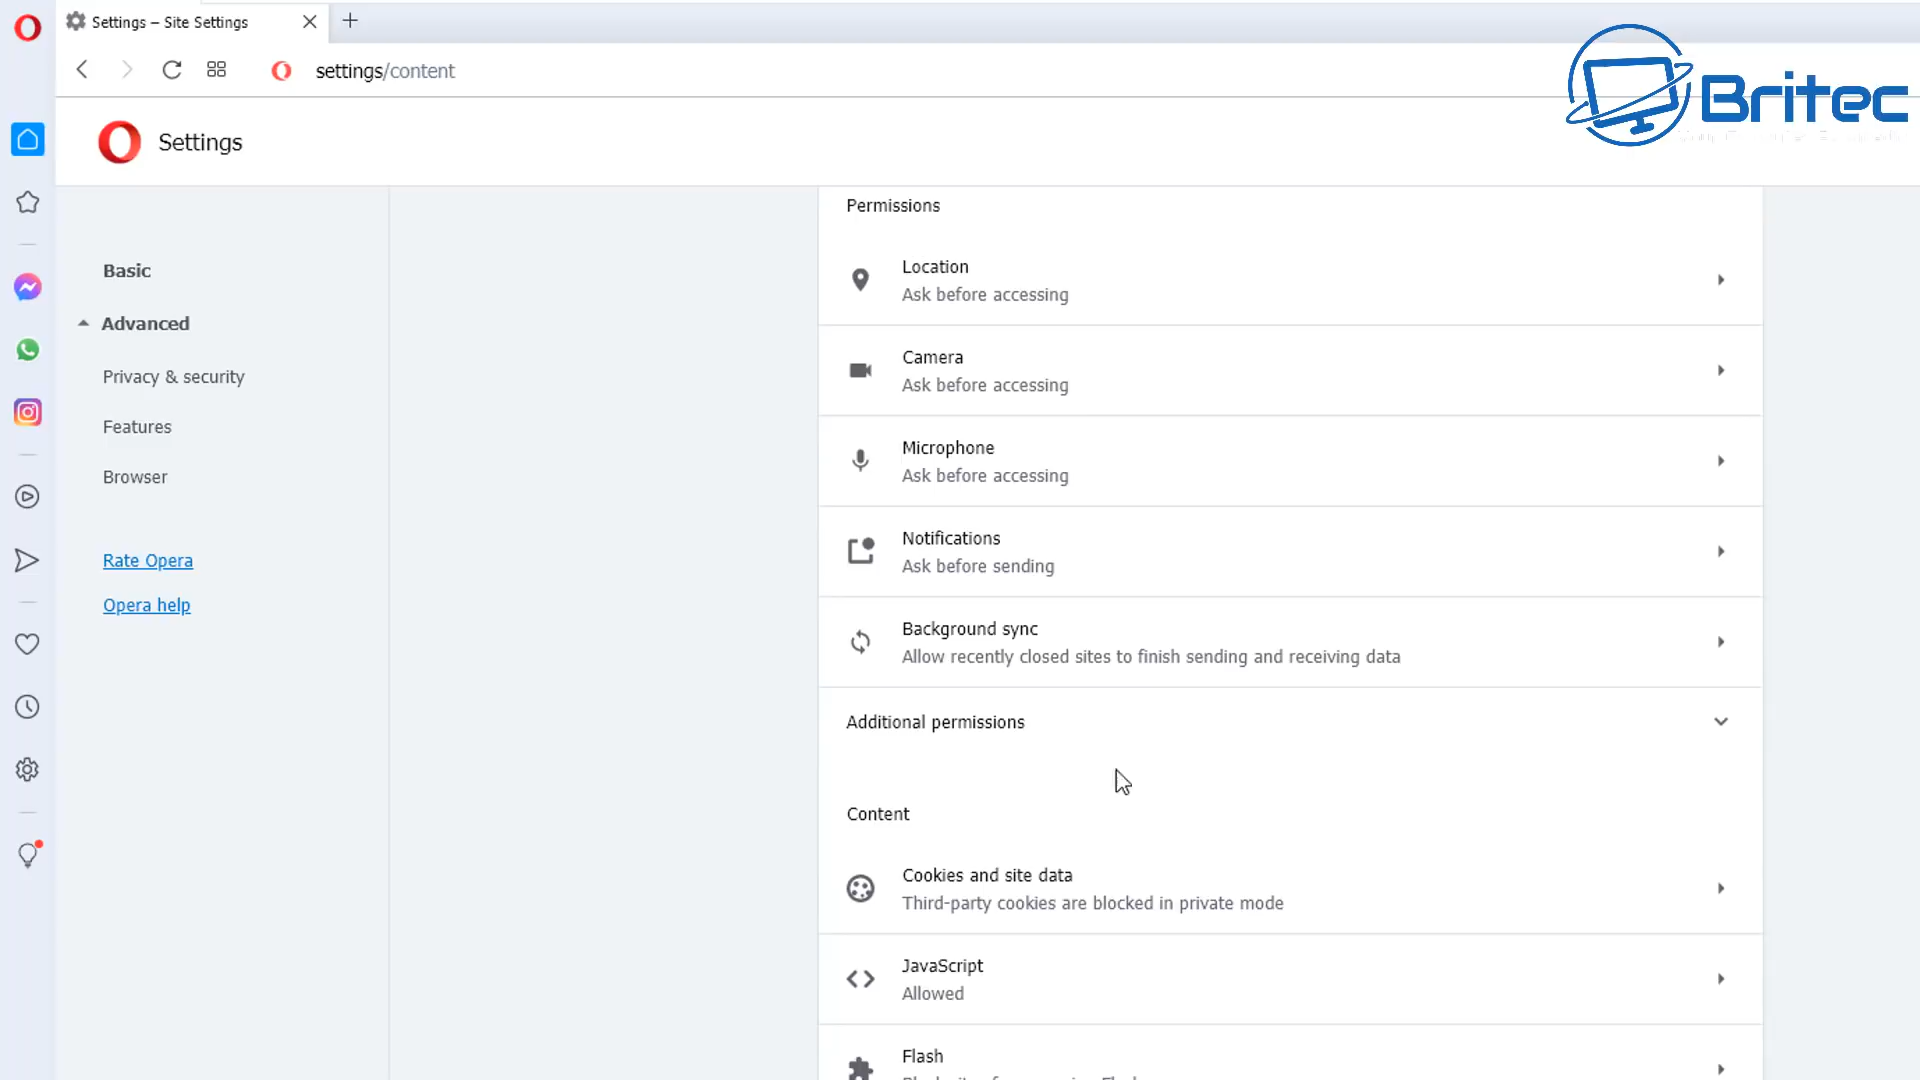 Settings – Site Settings
settings/content
Britec
Settings
Permissions
Location
Ask before accessing
Basic
Advanced
Camera
Ask before accessing
Privacy & security
Features
Microphone
Ask before accessing
Browser
Notifications
Ask before sending
Rate Opera
Opera help
Background sync
Allow recently closed sites to finish sending and receiving data
Additional permissions
Content
Cookies and site data
Third-party cookies are blocked in private mode
JavaScript
Allowed
Flash